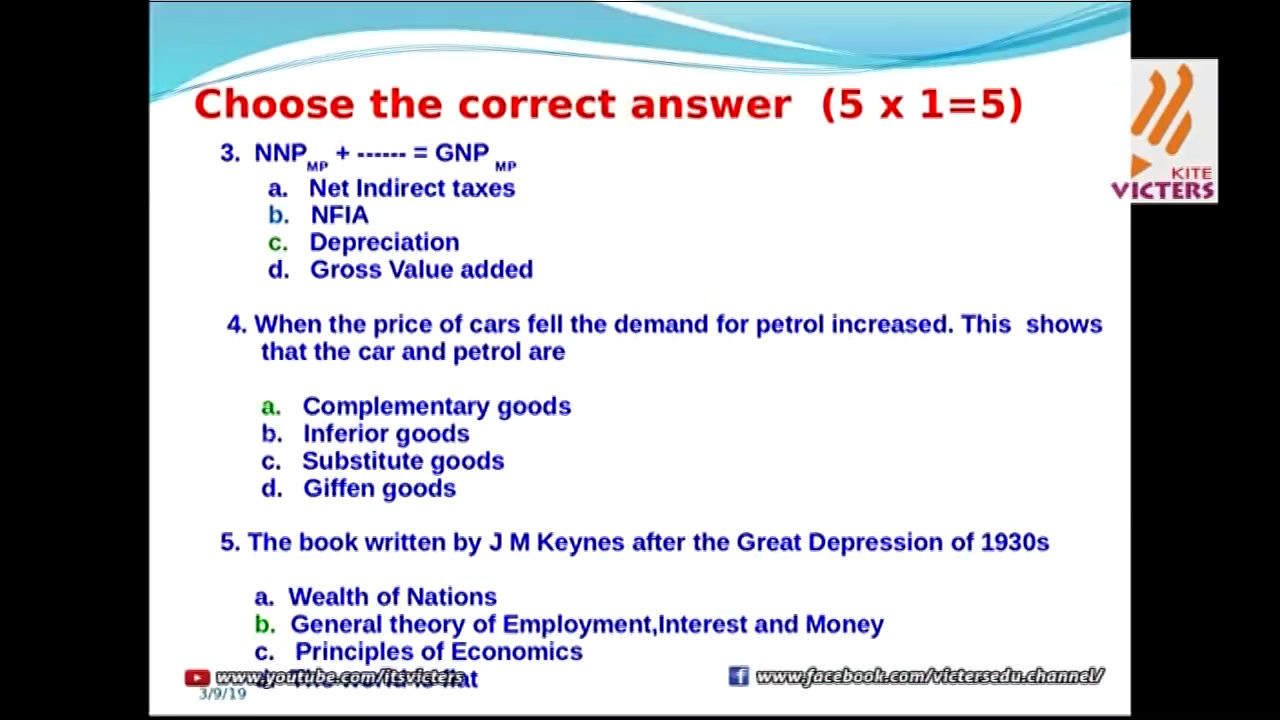 Choose the correct answer (5 x 1=5)
KITE
VICTERS
3. NNPMP + ------ = GNP MP
a. Net Indirect taxes
b. NFIA
c. Depreciation
d. Gross Value added
4. When the price of cars fell the demand for petrol increased. This shows
that the car and petrol are
a. Complementary goods
b. Inferior goods
c. Substitute goods
d. Giffen goods
5. The book written by J M Keynes after the Great Depression of 1930s
a. Wealth of Nations
b. General theory of Employment,Interest and Money
c. Principles of Economics
d. The world is flat
www.youtube.com/itsvicters
www.facebook.com/victersedu.channel/
3/9/19